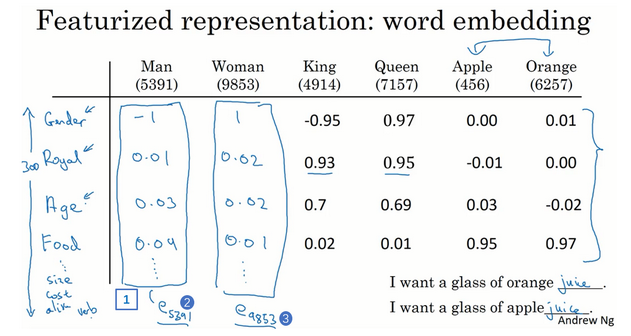 Featurized representation: word embedding
Man Woman King Queen Apple Orange
(5391) (9853) (4914) (7157) (456) (6257)
Gender -1 1 -0.95 0.97 0.00 0.01
300 Royal 0.01 0.02 0.93 0.95 -0.01 0.00
Age 0.03 0.02 0.7 0.69 0.03 -0.02
Food 0.04 0.01 0.02 0.01 0.95 0.97
size
cost
alive verb
1 e5391 2 e9853 3
I want a glass of orange juice.
I want a glass of apple juice.
Andrew Ng